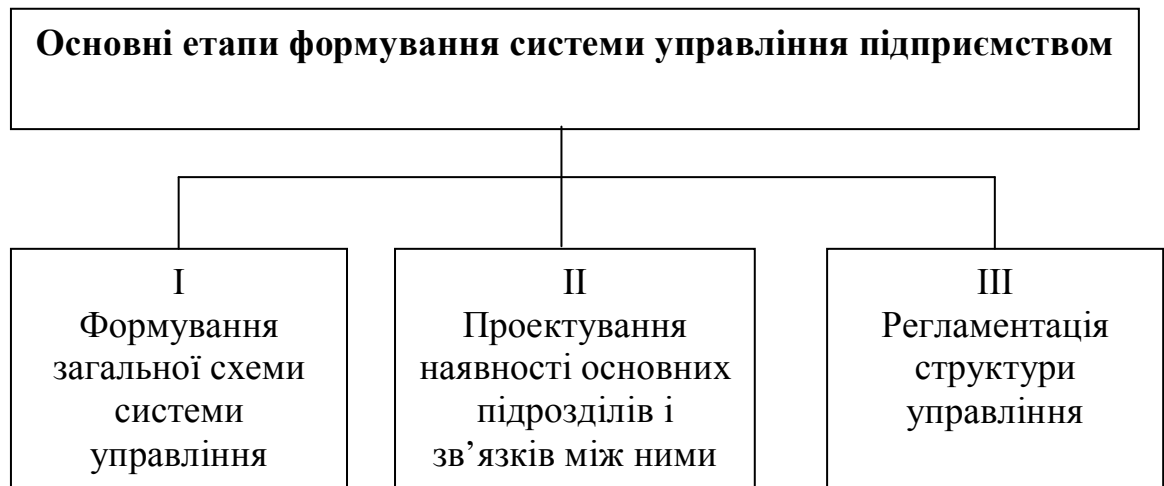 Основні етапи формування системи управління підприємством
I
Формування
загальної схеми
системи
управління
II
Проектування
наявності основних
підрозділів і
зв’язків між ними
III
Регламентація
структури
управління